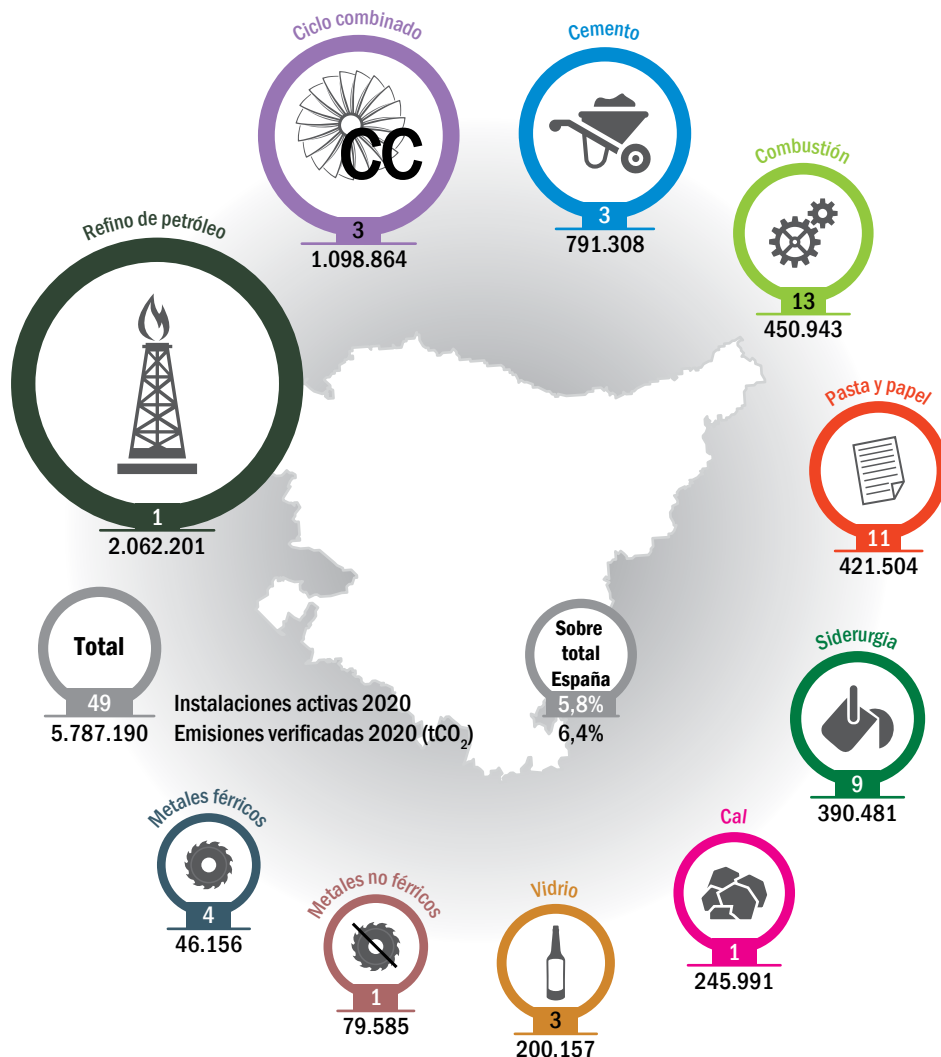 Ciclo combinado
CC
3
1.098.864
Cemento
3
791.308
Combustión
13
450.943
Refino de petróleo
1
2.062.201
Pasta y papel
11
421.504
Total
49 Instalaciones activas 2020
5.787.190 Emisiones verificadas 2020 (tCO₂)
Sobre
total
España
5,8%
6,4%
Siderurgia
9
390.481
Metales férricos
4
46.156
Metales no férricos
1
79.585
Vidrio
3
200.157
Cal
1
245.991